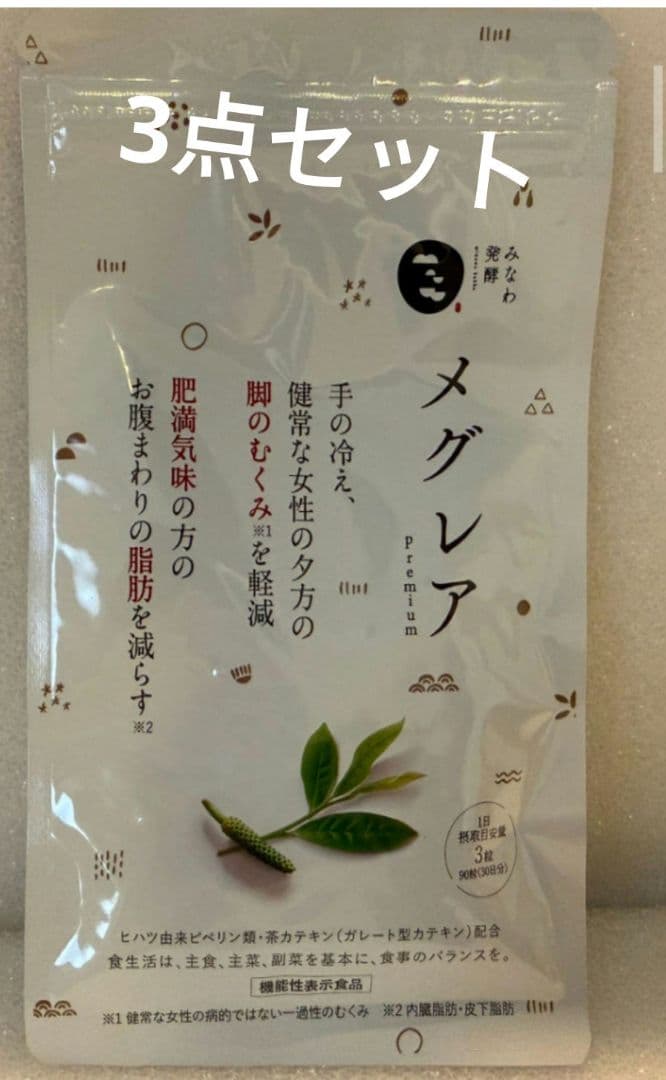 3点セット
みなわ
発酵
メグレア
premium
手の冷え、
健常な女性の夕方の
脚のむくみ※1を軽減
肥満気味の方の
お腹まわりの脂肪を減らす※2
1日
摂取目安量
3粒
90粒(30日分)
ヒハツ由来ピペリン類・茶カテキン(ガレート型カテキン)配合
食生活は、主食、主菜、副菜を基本に、食事のバランスを。
機能性表示食品
※1 健常な女性の病的ではない一過性のむくみ ※2 内臓脂肪・皮下脂肪